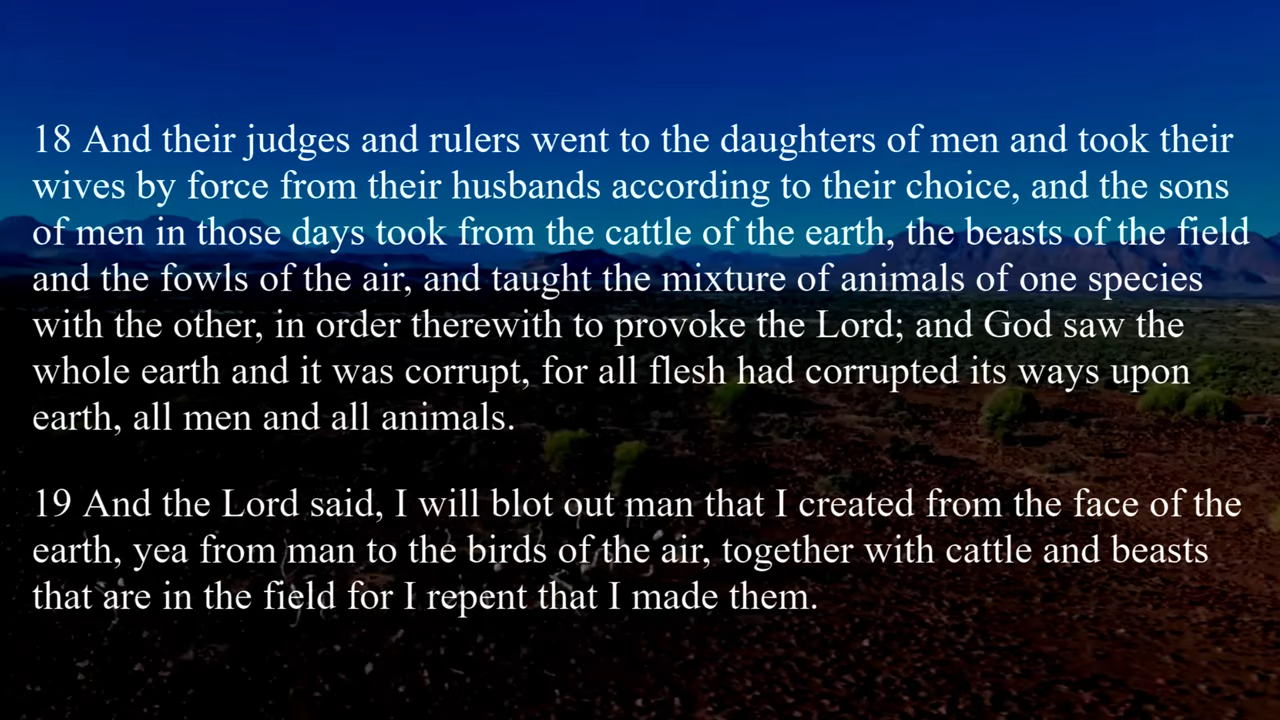 18 And their judges and rulers went to the daughters of men and took their
wives by force from their husbands according to their choice, and the sons
of men in those days took from the cattle of the earth, the beasts of the field
and the fowls of the air, and taught the mixture of animals of one species
with the other, in order therewith to provoke the Lord; and God saw the
whole earth and it was corrupt, for all flesh had corrupted its ways upon
earth, all men and all animals.
19 And the Lord said, I will blot out man that I created from the face of the
earth, yea from man to the birds of the air, together with cattle and beasts
that are in the field for I repent that I made them.